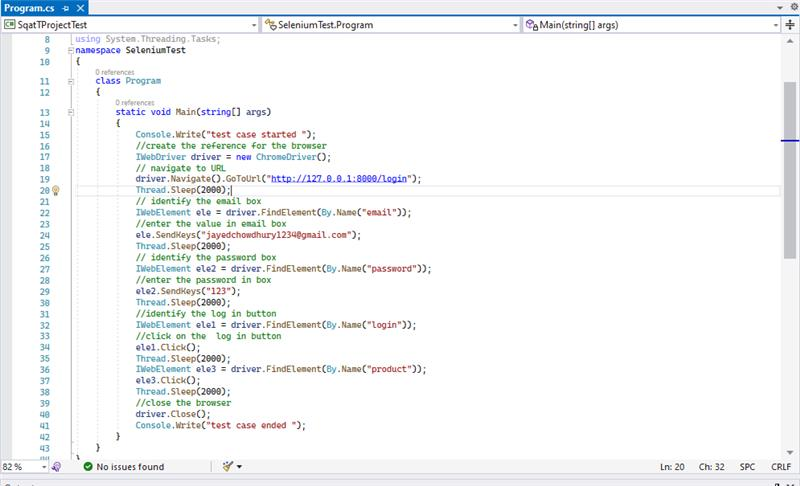 Program.cs
SqatTProjectTest SeleniumTest.Program Main(string[] args)
8 using System.Threading.Tasks;
9 namespace SeleniumTest
10 {
0 references
11 class Program
12 {
0 references
13 static void Main(string[] args)
14 {
15 Console.Write("test case started ");
16 //create the reference for the browser
17 IWebDriver driver = new ChromeDriver();
18 // navigate to URL
19 driver.Navigate().GoToUrl("http://127.0.0.1:8000/login");
20 Thread.Sleep(2000);
21 // identify the email box
22 IWebElement ele = driver.FindElement(By.Name("email"));
23 //enter the value in email box
24 ele.SendKeys("jayedchowdhury1234@gmail.com");
25 Thread.Sleep(2000);
26 // identify the password box
27 IWebElement ele2 = driver.FindElement(By.Name("password"));
28 //enter the password in box
29 ele2.SendKeys("123");
30 Thread.Sleep(2000);
31 //identify the log in button
32 IWebElement ele1 = driver.FindElement(By.Name("login"));
33 //click on the  log in button
34 ele1.Click();
35 Thread.Sleep(2000);
36 IWebElement ele3 = driver.FindElement(By.Name("product"));
37 ele3.Click();
38 Thread.Sleep(2000);
39 //close the browser
40 driver.Close();
41 Console.Write("test case ended ");
42 }
43 }
82 % No issues found Ln: 20 Ch: 32 SPC CRLF